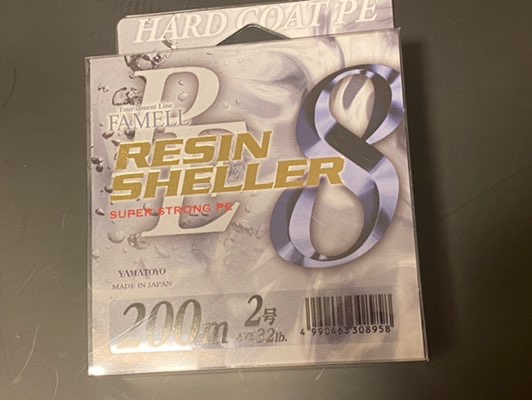 HARD COAT PE
PE
Tournament Line
FAMELL
RESIN
SHELLER 8
SUPER STRONG PE
YAMATOYO
MADE IN JAPAN
200m
2号
AVE 32lb.
4 990463 308958